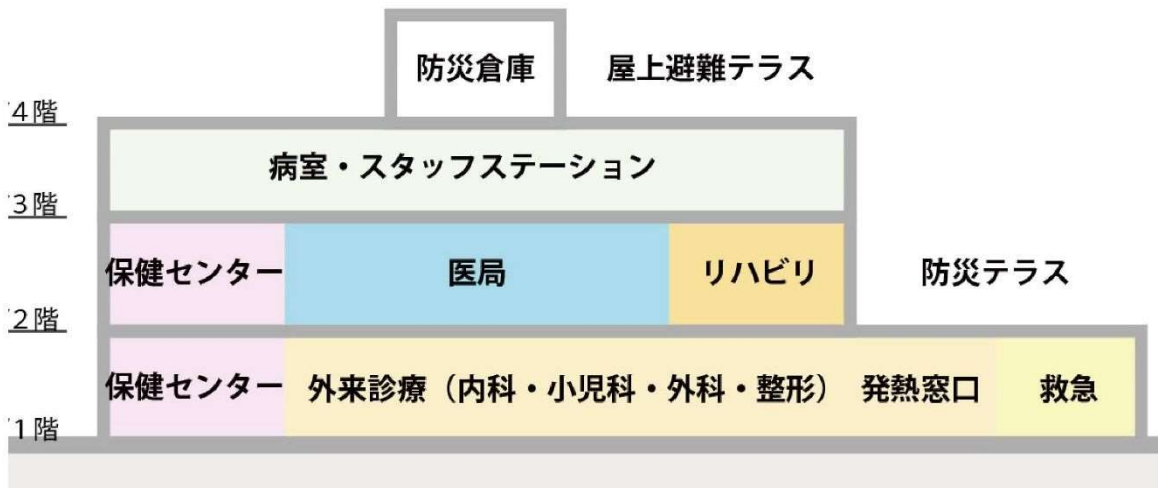 防災倉庫 屋上避難テラス
4階
病室・スタッフステーション
3階
保健センター 医局 リハビリ 防災テラス
2階
保健センター 外来診療（内科・小児科・外科・整形） 発熱窓口 救急
1階